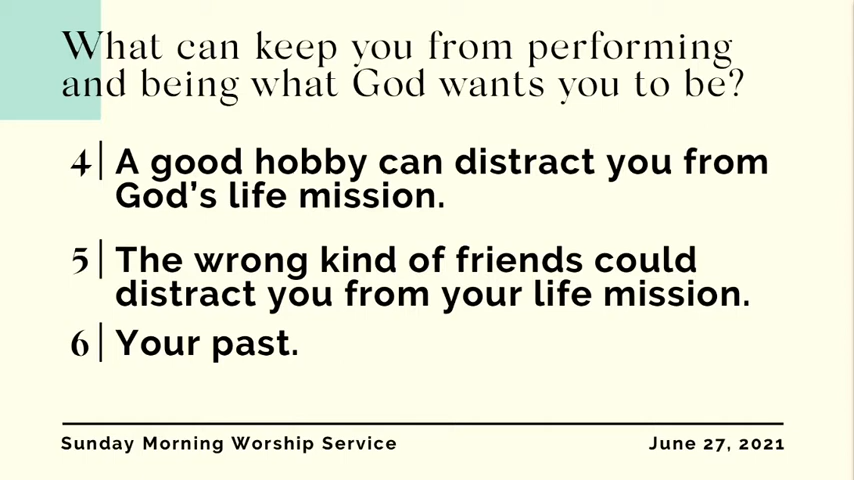 What can keep you from performing
and being what God wants you to be?
4| A good hobby can distract you from
God's life mission.
5| The wrong kind of friends could
distract you from your life mission.
6| Your past.
Sunday Morning Worship Service June 27, 2021